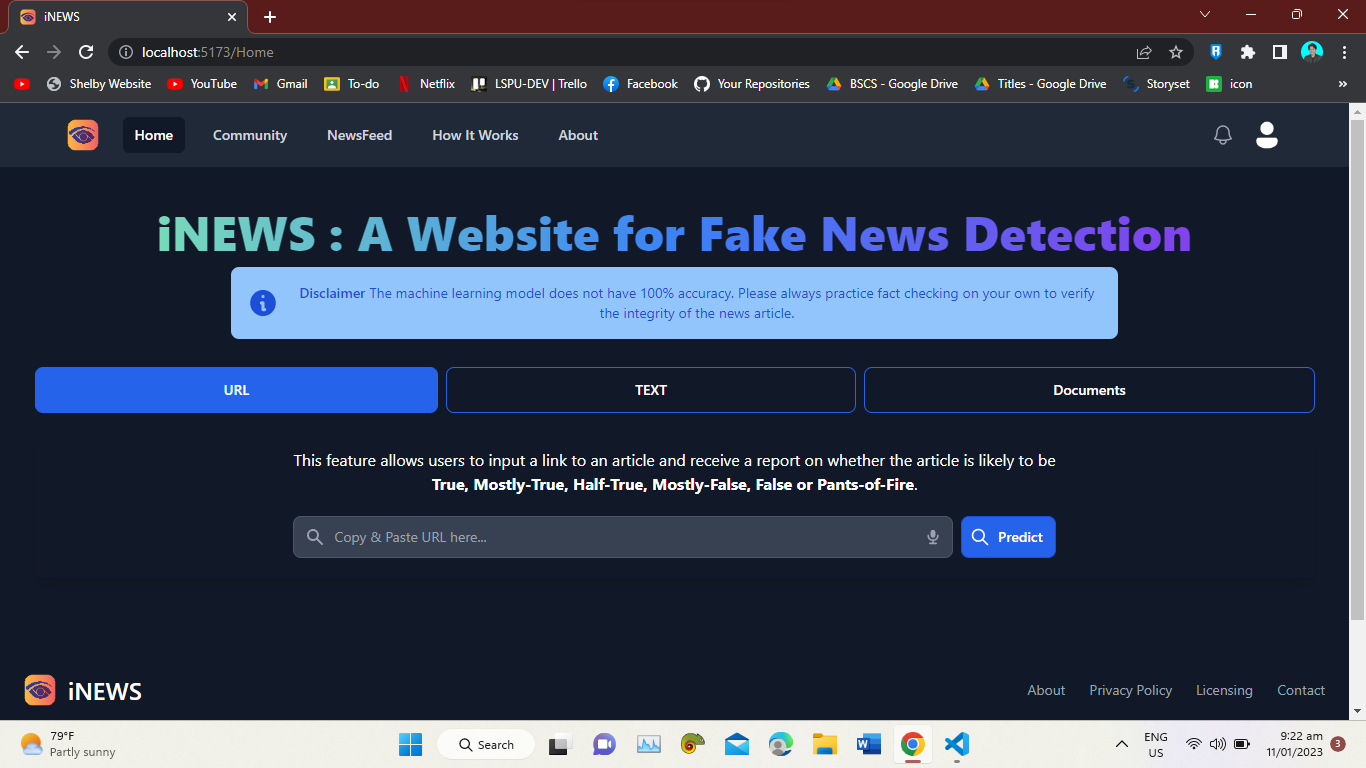 iNEWS
localhost:5173/Home
Shelby Website
YouTube
Gmail
To-do
Netflix
LSPU-DEV | Trello
Facebook
Your Repositories
BSCS - Google Drive
Titles - Google Drive
Storyset
icon
Home
Community
NewsFeed
How It Works
About
iNEWS : A Website for Fake News Detection
Disclaimer The machine learning model does not have 100% accuracy. Please always practice fact checking on your own to verify
the integrity of the news article.
URL
TEXT
Documents
This feature allows users to input a link to an article and receive a report on whether the article is likely to be
True, Mostly-True, Half-True, Mostly-False, False or Pants-of-Fire.
Copy & Paste URL here...
Predict
iNEWS
About
Privacy Policy
Licensing
Contact
79°F
Partly sunny
Search
ENG
US
9:22 am
11/01/2023
3